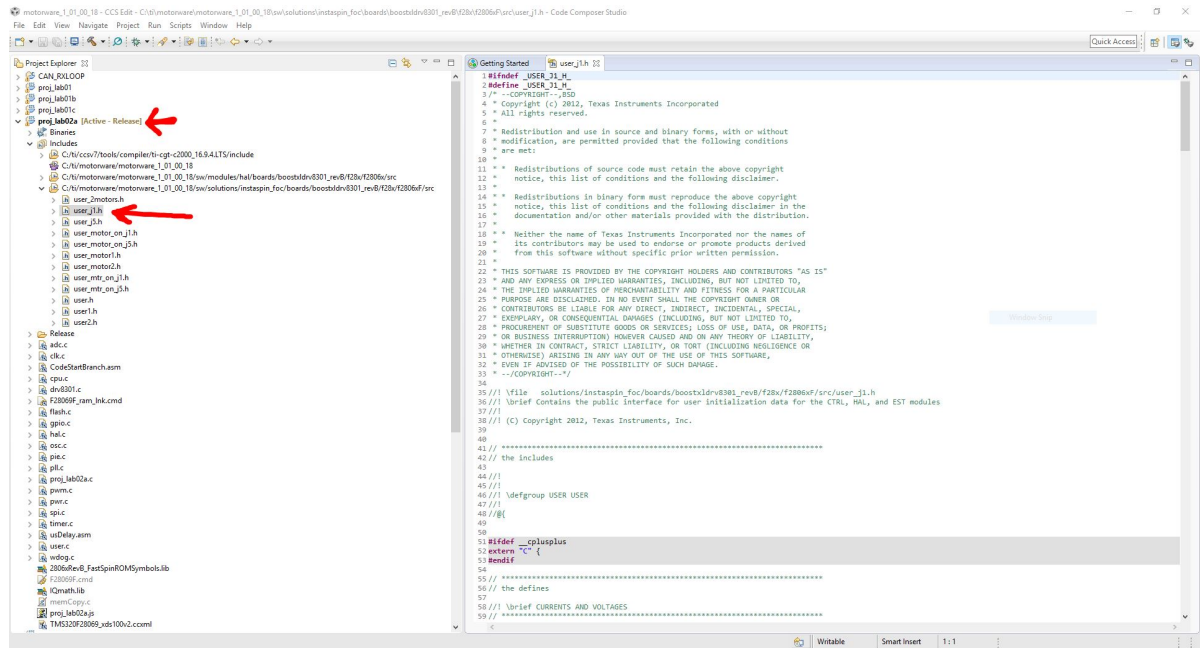 motorware_1_01_00_18 - CCS Edit - C:\ti\motorware\motorware_1_01_00_18\sw\solutions\instaspin_foc\boards\boostxldrv8301_revB\f28x\f2806xF\src\user_j1.h - Code Composer Studio
File Edit View Navigate Project Run Scripts Window Help
Quick Access
Project Explorer
CAN_RXLOOP
proj_lab01
proj_lab01b
proj_lab01c
proj_lab02a [Active - Release]
Binaries
Includes
C:/ti/ccsv7/tools/compiler/ti-cgt-c2000_16.9.4.LTS/include
C:/ti/motorware/motorware_1_01_00_18
C:/ti/motorware/motorware_1_01_00_18/sw/modules/hal/boards/boostxldrv8301_revB/f28x/f2806x/src
C:/ti/motorware/motorware_1_01_00_18/sw/solutions/instaspin_foc/boards/boostxldrv8301_revB/f28x/f2806xF/src
user_2motors.h
user_j1.h
user_j5.h
user_motor_on_j1.h
user_motor_on_j5.h
user_motor1.h
user_motor2.h
user_mtr_on_j1.h
user_mtr_on_j5.h
user.h
user1.h
user2.h
Release
adc.c
clk.c
CodeStartBranch.asm
cpu.c
drv8301.c
F28069F_ram_lnk.cmd
flash.c
gpio.c
hal.c
osc.c
pie.c
pll.c
proj_lab02a.c
pwm.c
pwr.c
spi.c
timer.c
usDelay.asm
user.c
wdog.c
2806xRevB_FastSpinROMSymbols.lib
F28069F.cmd
IQmath.lib
memCopy.c
proj_lab02a.js
TMS320F28069_xds100v2.ccxml
Getting Started
user_j1.h
1 #ifndef _USER_J1_H_
2 #define _USER_J1_H_
3 /* --COPYRIGHT--,BSD
4 * Copyright (c) 2012, Texas Instruments Incorporated
5 * All rights reserved.
6 *
7 * Redistribution and use in source and binary forms, with or without
8 * modification, are permitted provided that the following conditions
9 * are met:
10 *
11 * * Redistributions of source code must retain the above copyright
12 * notice, this list of conditions and the following disclaimer.
13 *
14 * * Redistributions in binary form must reproduce the above copyright
15 * notice, this list of conditions and the following disclaimer in the
16 * documentation and/or other materials provided with the distribution.
17 *
18 * * Neither the name of Texas Instruments Incorporated nor the names of
19 * its contributors may be used to endorse or promote products derived
20 * from this software without specific prior written permission.
21 *
22 * THIS SOFTWARE IS PROVIDED BY THE COPYRIGHT HOLDERS AND CONTRIBUTORS "AS IS"
23 * AND ANY EXPRESS OR IMPLIED WARRANTIES, INCLUDING, BUT NOT LIMITED TO,
24 * THE IMPLIED WARRANTIES OF MERCHANTABILITY AND FITNESS FOR A PARTICULAR
25 * PURPOSE ARE DISCLAIMED. IN NO EVENT SHALL THE COPYRIGHT OWNER OR
26 * CONTRIBUTORS BE LIABLE FOR ANY DIRECT, INDIRECT, INCIDENTAL, SPECIAL,
27 * EXEMPLARY, OR CONSEQUENTIAL DAMAGES (INCLUDING, BUT NOT LIMITED TO,
28 * PROCUREMENT OF SUBSTITUTE GOODS OR SERVICES; LOSS OF USE, DATA, OR PROFITS;
29 * OR BUSINESS INTERRUPTION) HOWEVER CAUSED AND ON ANY THEORY OF LIABILITY,
30 * WHETHER IN CONTRACT, STRICT LIABILITY, OR TORT (INCLUDING NEGLIGENCE OR
31 * OTHERWISE) ARISING IN ANY WAY OUT OF THE USE OF THIS SOFTWARE,
32 * EVEN IF ADVISED OF THE POSSIBILITY OF SUCH DAMAGE.
33 * --/COPYRIGHT--*/
34
35 //! \file solutions/instaspin_foc/boards/boostxldrv8301_revB/f28x/f2806xF/src/user_j1.h
36 //! \brief Contains the public interface for user initialization data for the CTRL, HAL, and EST modules
37 //!
38 //! (C) Copyright 2012, Texas Instruments, Inc.
39
40
41 // **************************************************************************
42 // the includes
43
44 //!
45 //!
46 //! \defgroup USER USER
47 //!
48 //@{
49
50
51 #ifdef __cplusplus
52 extern "C" {
53 #endif
54
55 // **************************************************************************
56 // the defines
57
58 //! \brief CURRENTS AND VOLTAGES
59 // **************************************************************************
Window Snip
Writable
Smart Insert
1 : 1